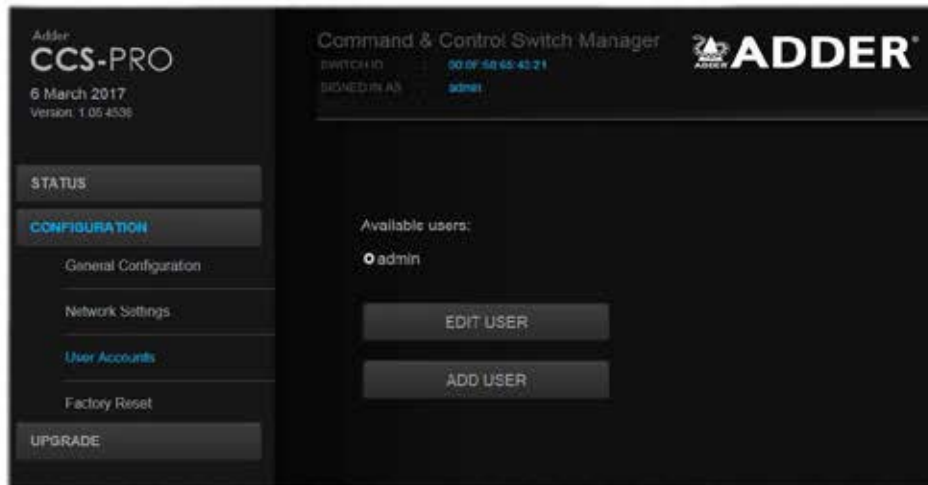 Adder
CCS-PRO
6 March 2017
Version: 1.05.4536
Command & Control Switch Manager
SWITCH ID :
SIGNED IN AS : admin
ADDER
ADDER
STATUS
CONFIGURATION
General Configuration
Network Settings
User Accounts
Factory Reset
UPGRADE
Available users:
admin
EDIT USER
ADD USER